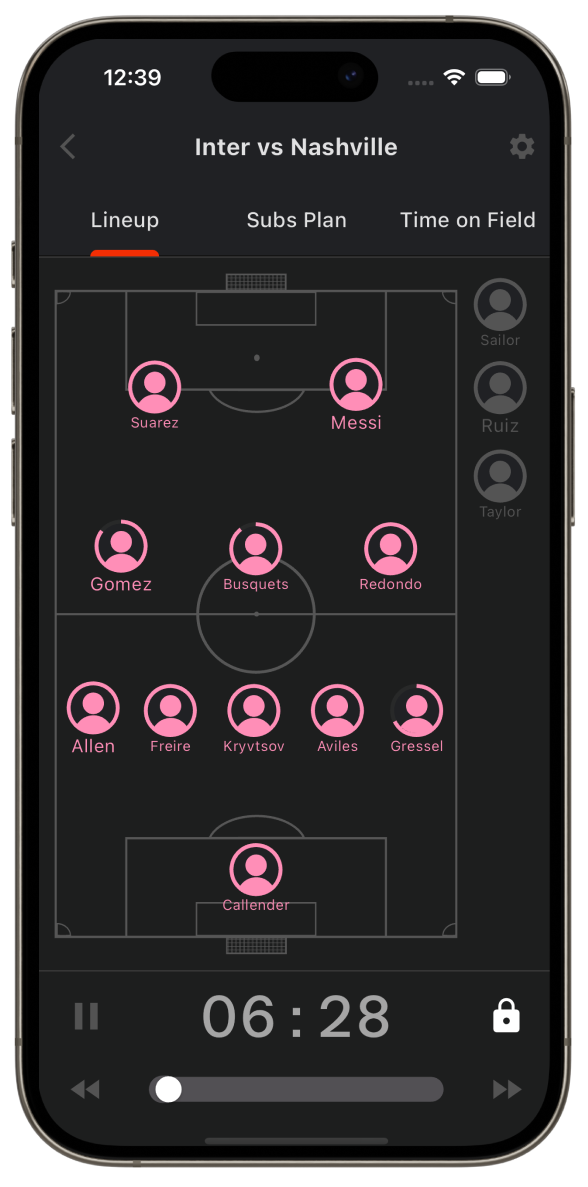 12:39
Inter vs Nashville
Lineup Subs Plan Time on Field
Sailor
Suarez Messi Ruiz
Taylor
Gomez Busquets Redondo
Allen Freire Kryvtsov Aviles Gressel
Callender
06:28